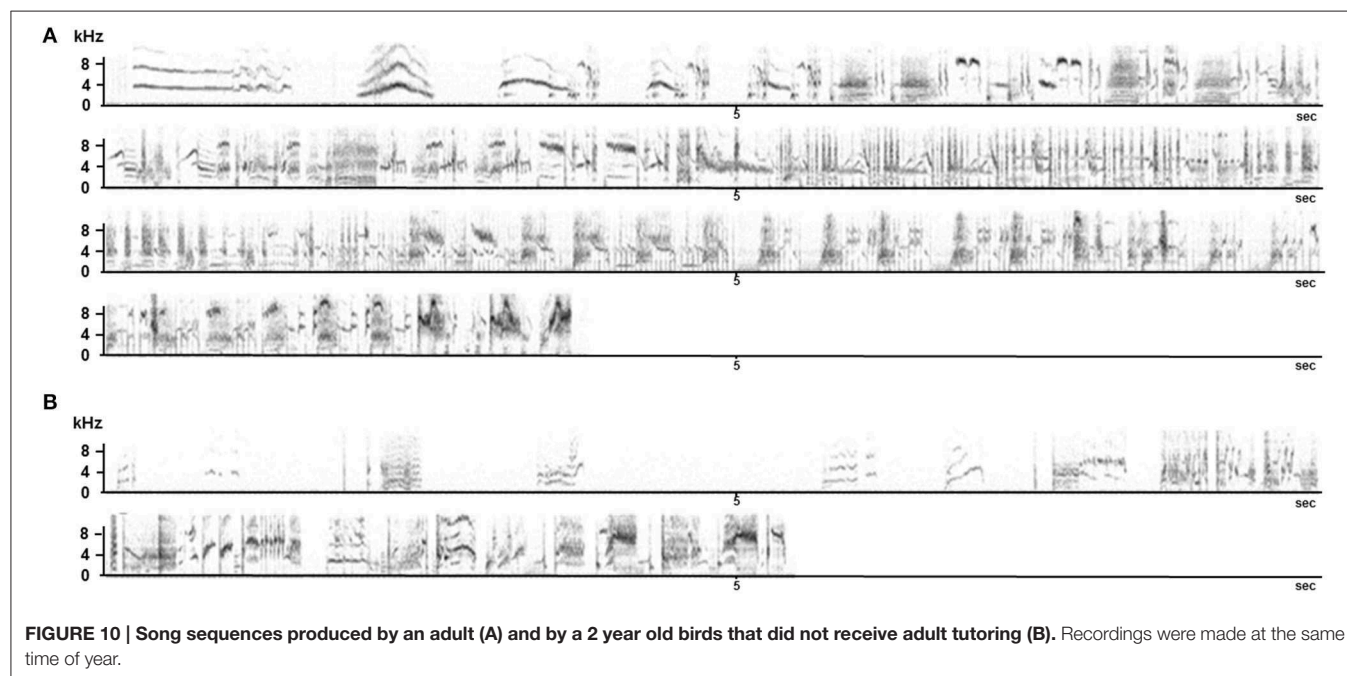 A kHz
8
4
0
5 sec
8
4
0
5 sec
8
4
0
5 sec
8
4
0
5 sec
B
kHz
8
4
0
5 sec
8
4
0
5 sec
FIGURE 10 | Song sequences produced by an adult (A) and by a 2 year old birds that did not receive adult tutoring (B). Recordings were made at the same
time of year.